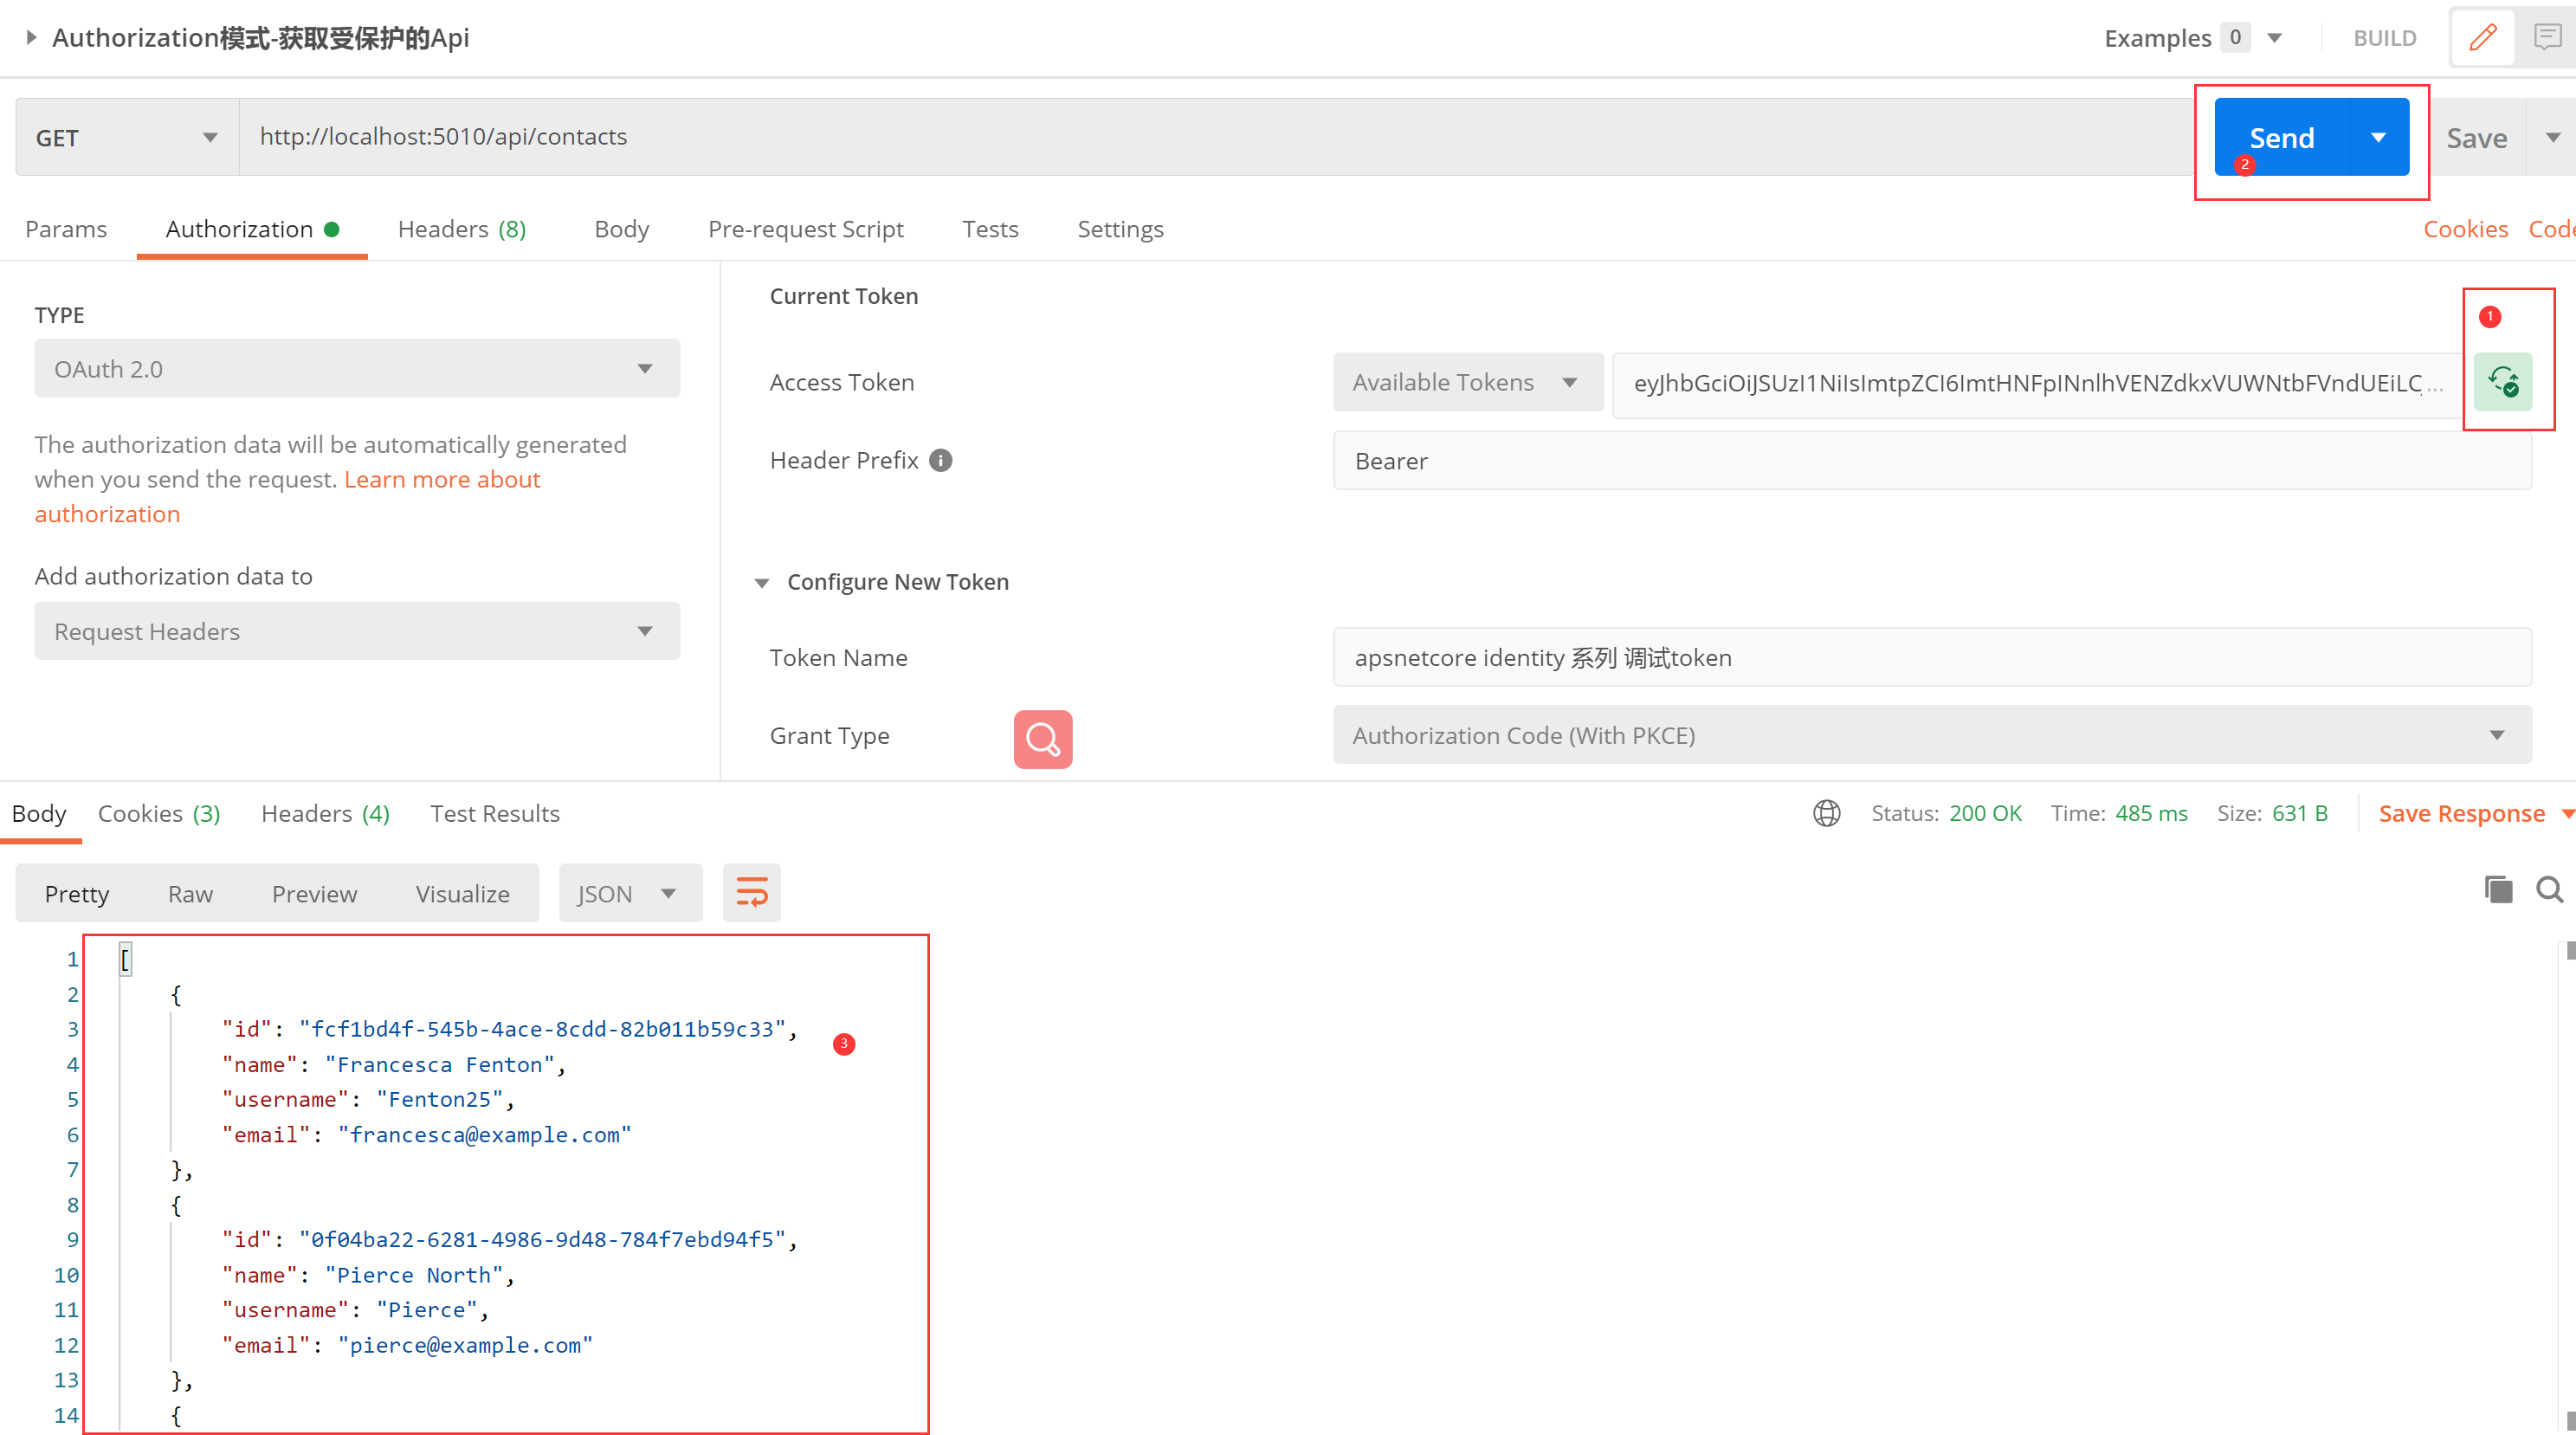 Authorization模式-获取受保护的Api
Examples 0
BUILD
GET
http://localhost:5010/api/contacts
Send
2
Save
Params
Authorization
Headers (8)
Body
Pre-request Script
Tests
Settings
Cookies
Code
TYPE
OAuth 2.0
The authorization data will be automatically generated
when you send the request. Learn more about
authorization
Add authorization data to
Request Headers
Current Token
1
Access Token
Available Tokens
eyJhbGciOiJSUzI1NiIsImtpZCI6ImtHNFpINnlhVENZdkxVUWNtbFVndUEiLC...
Header Prefix
Bearer
Configure New Token
Token Name
apsnetcore identity 系列 调试token
Grant Type
Authorization Code (With PKCE)
Body
Cookies (3)
Headers (4)
Test Results
Status: 200 OK
Time: 485 ms
Size: 631 B
Save Response
Pretty
Raw
Preview
Visualize
JSON
1 [
2 {
3 "id": "fcf1bd4f-545b-4ace-8cdd-82b011b59c33",
3
4 "name": "Francesca Fenton",
5 "username": "Fenton25",
6 "email": "francesca@example.com"
7 },
8 {
9 "id": "0f04ba22-6281-4986-9d48-784f7ebd94f5",
10 "name": "Pierce North",
11 "username": "Pierce",
12 "email": "pierce@example.com"
13 },
14 {